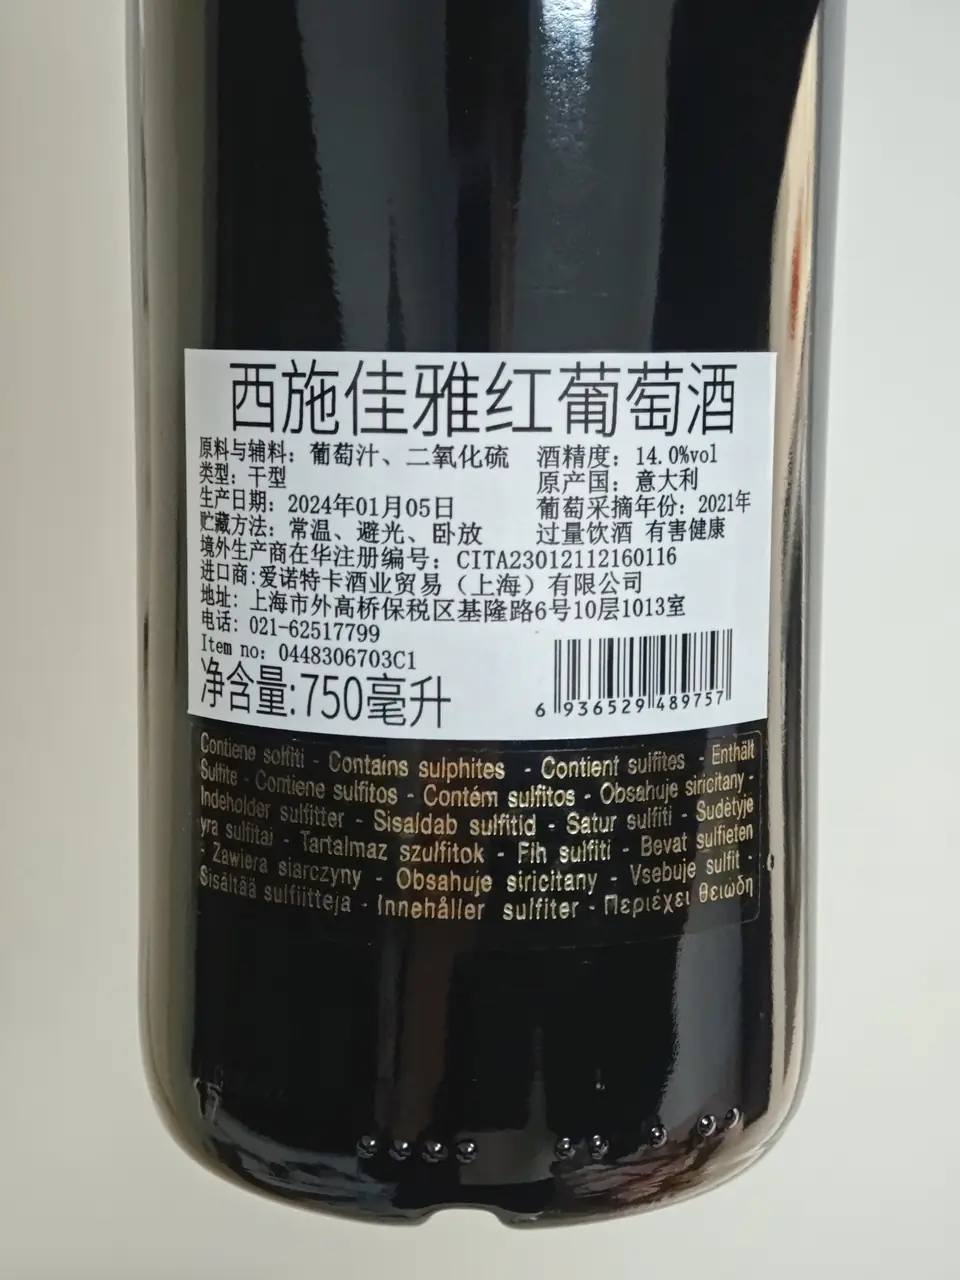 西施佳雅红葡萄酒
原料与辅料：葡萄汁、二氧化硫 酒精度：14.0%vol
类型：干型 原产国：意大利
生产日期：2024年01月05日 葡萄采摘年份：2021年
贮藏方法：常温、避光、卧放 过量饮酒 有害健康
境外生产商在华注册编号：CITA23012112160116
进口商:爱诺特卡酒业贸易（上海）有限公司
地址：上海市外高桥保税区基隆路6号10层1013室
电话：021-62517799
Item no：0448306703C1
净含量:750毫升
6 936529 489757
Contiene solfiti - Contains sulphites - Contient sulfites - Enthält
Sulfite - Contiene sulfitos - Contém sulfitos - Obsahuje siricitany -
Indeholder sulfitter - Sisaldab sulfitid - Satur sulfiti - Sudėtyje
yra sulfitai - Tartalmaz szulfitok - Fih sulfiti - Bevat sulfieten
- Zawiera siarczyny - Obsahuje siricitany - Vsebuje sulfit -
Sisältää sulfiitteja - Innehåller sulfiter - Περιέχει θειώδη
17